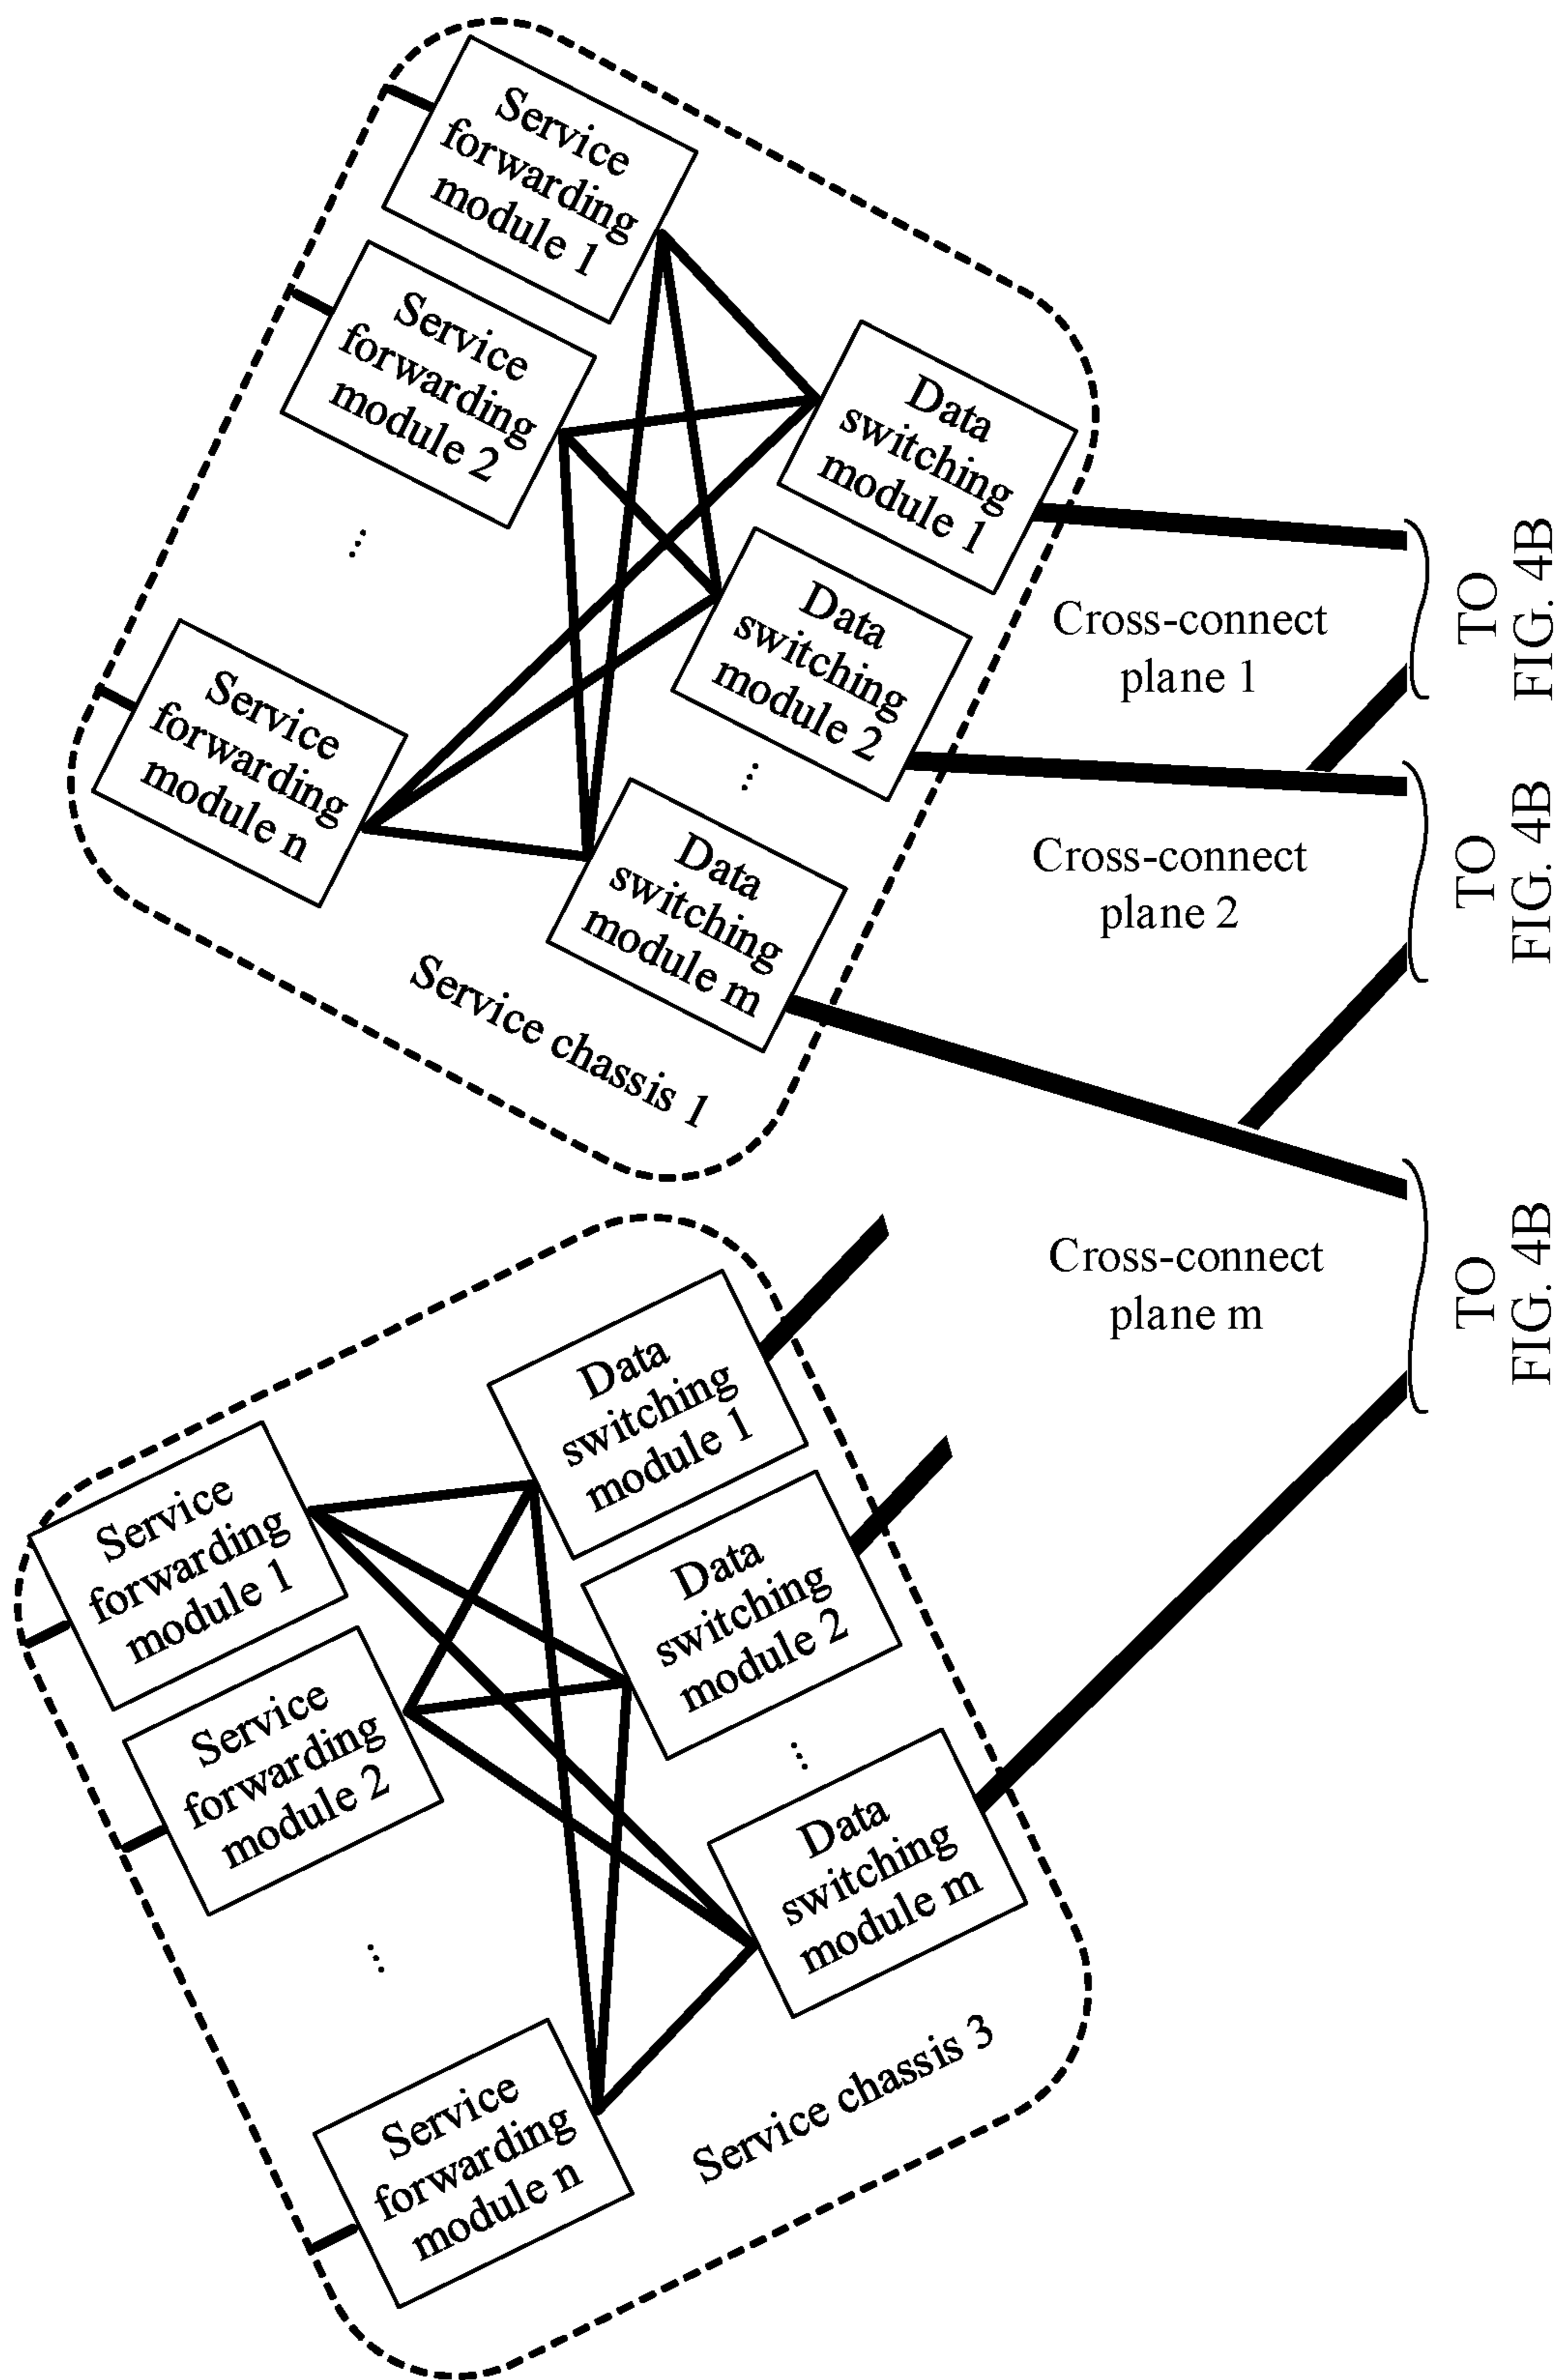 Service
forwarding
module 1
Service
forwarding
module 2
...
Service
forwarding
module n
Data
switching
module 1
Data
switching
module 2
...
Data
switching
module m
Service chassis 1
Cross-connect
plane 1
TO
FIG. 4B
Cross-connect
plane 2
TO
FIG. 4B
Cross-connect
plane m
TO
FIG. 4B
Service
forwarding
module 1
Service
forwarding
module 2
...
Service
forwarding
module n
Data
switching
module 1
Data
switching
module 2
...
Data
switching
module m
Service chassis 3